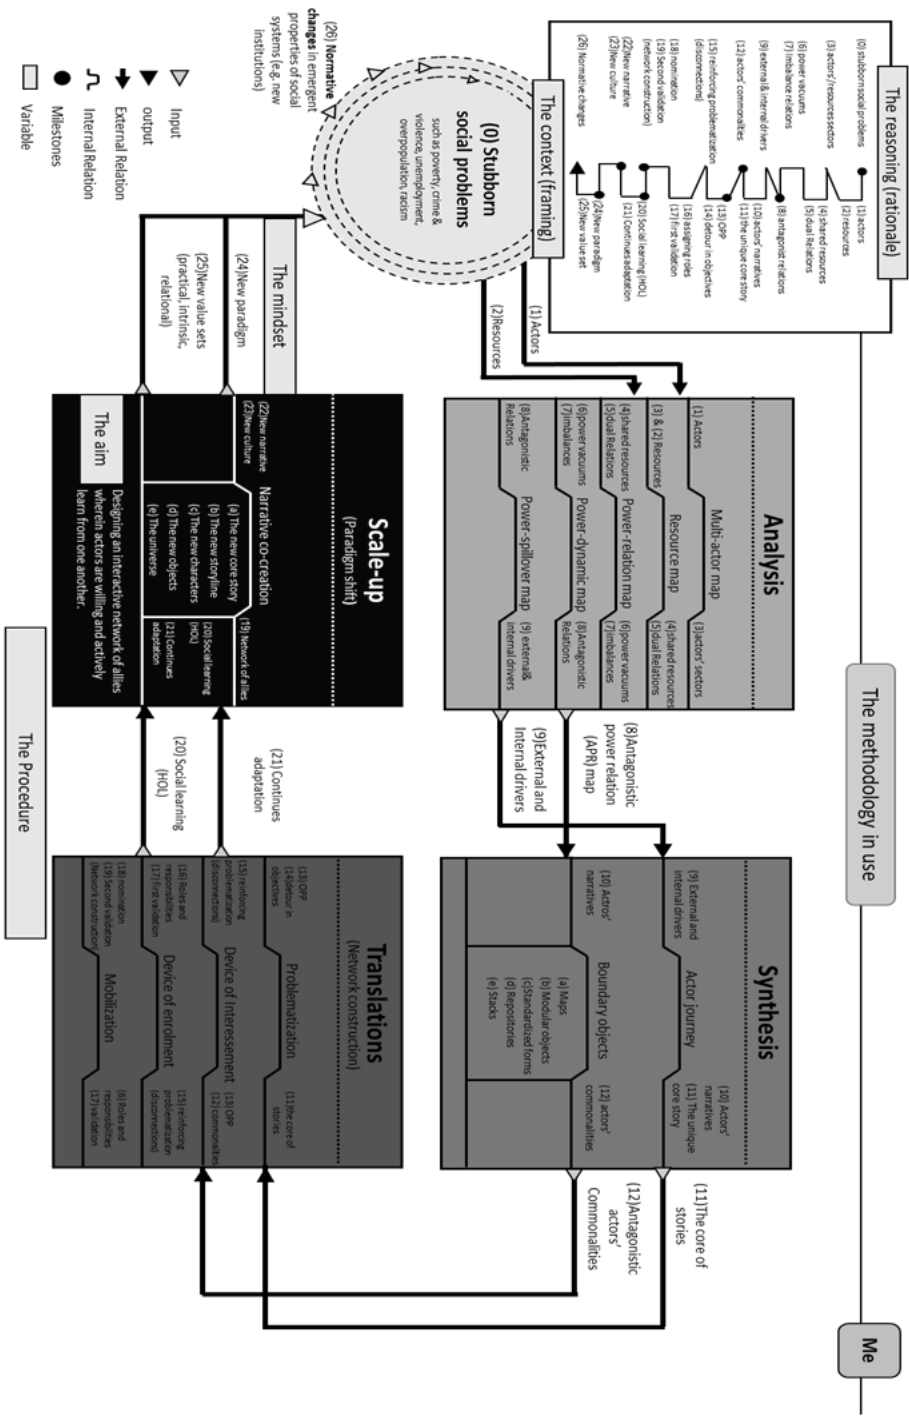 The methodology in use
Me
The reasoning (rationale)
(0) stubborn social problems
(1) actors
(2) resources
(3) actors'/resources sectors
(4) shared resources
(5) dual Relations
(6) power vacuums
(7) Imbalance relations
(8) antagonist relations
(9) external & internal drivers
(10) actors' narratives
(11) the unique core story
(12) actors' commonalities
(13) OPP
(14) detour in objectives
(15) reinforcing problematization
(disconnections)
(16) assigning roles
(17) first validation
(18) nomination
(19) Second validation
(network construction)
(20) Social learning (HOL)
(21) Continues adaptation
(22)New narrative
(23)New culture
(24)New paradigm
(25)New value set
(26) Normative changes
The context (framing)
(0) Stubborn
social problems
such as poverty, crime &
violence, unemployment,
overpopulation, racism
(26) Normative
changes in emergent
properties of social
systems (e.g. new
institutions)
(1) Actors
(2)Resources
Analysis
Multi-actor map
(1) Actors
(3)actors' sectors
Resource map
(3) & (2) Resources
(4)shared resources
(5)dual Relations
Power-relation map
(4)shared resources
(5)dual Relations
(6)power vacuums
(7)imbalances
Power-dynamic map
(6)power vacuums
(7)imbalances
(8)Antagonistic
Relations
Power-spillover map
(8)Antagonistic
Relations
(9) external&
internal drivers
(8)Antagonistic
power relation
(APR) map
(9)External and
Internal drivers
Synthesis
Actor journey
(9) External and
internal drivers
(10) Actors'
narratives
(11) The unique
core story
Boundary objects
(10) Actros'
narratives
(a) Maps
(b) Modular objects
(c)Standardized forms
(d) Repositories
(e) Stacks
(12) actors'
commonalities
(11)The core of
stories
(12)Antagonistic
actors'
Commonalities
The mindset
(24)New paradigm
(25)New value sets
(practical, intrinsic,
relational)
Scale-up
(Paradigm shift)
Narrative co-creation
(22)New narrative
(23)New culture
(a) The new core story
(b) The new storyline
(c) The new characters
(d) The new objects
(e) The universe
(19) Network of allies
(20) Social learning
(HOL)
(21) Continues
adaptation
The aim
Designing an interactive network of allies
wherein actors are willing and actively
learn from one another.
(21) Continues
adaptation
(20) Social learning
(HOL)
Translations
(Network construction)
Problematization
(13) OPP
(14)detour in
objectives
(11)the core of
stories
Device of Interessement
(15)reinforcing
problematization
(disconnections)
(13) OPP
(12) commonalities
Device of enrolment
(16) Roles and
responsibilities
(17)first validation
(15)reinforcing
problematization
(disconnections)
Mobilization
(18) nomination
(19) Second validation
(Network construction)
(6) Roles and
responsibilities
(17)validation
The Procedure
Input
output
External Relation
Internal Relation
Milestones
Variable